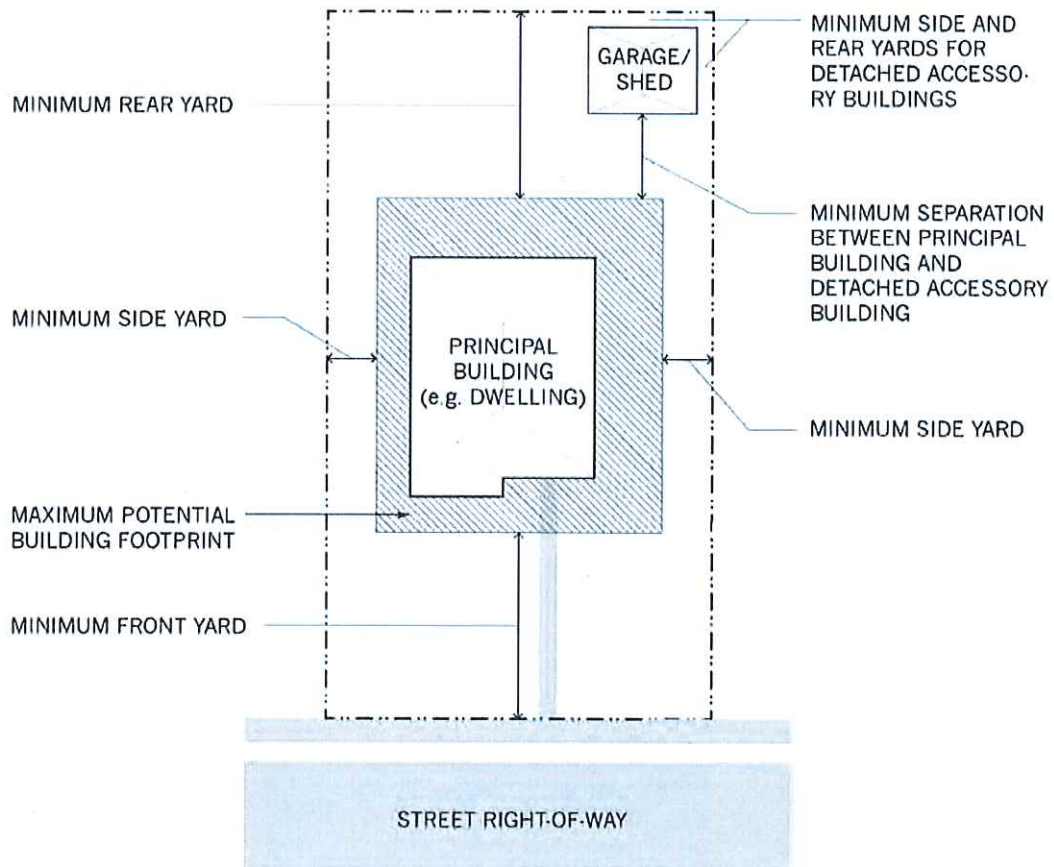 MINIMUM SIDE AND
REAR YARDS FOR
DETACHED ACCESSO-
RY BUILDINGS
GARAGE/
SHED
MINIMUM REAR YARD
MINIMUM SEPARATION
BETWEEN PRINCIPAL
BUILDING AND
DETACHED ACCESSORY
BUILDING
MINIMUM SIDE YARD
PRINCIPAL
BUILDING
(e.g. DWELLING)
MINIMUM SIDE YARD
MAXIMUM POTENTIAL
BUILDING FOOTPRINT
MINIMUM FRONT YARD
STREET RIGHT-OF-WAY